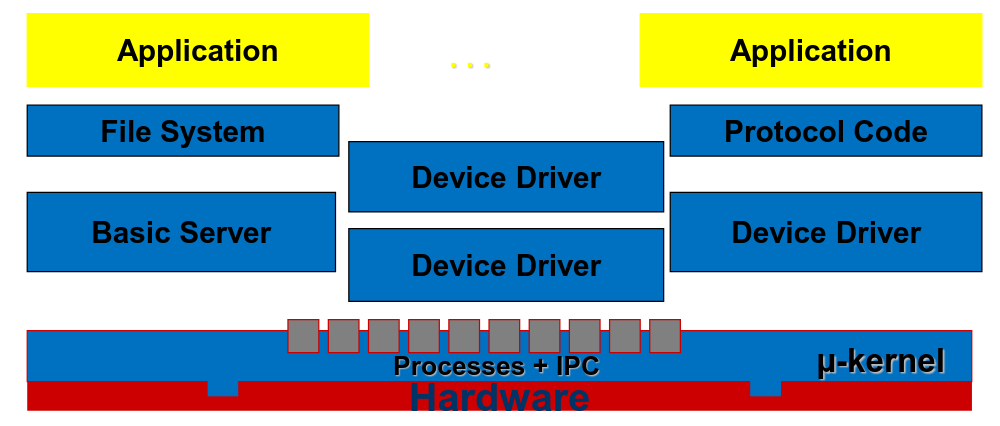 Application
. . .
Application
File System
Protocol Code
Device Driver
Basic Server
Device Driver
Device Driver
µ-kernel
Processes + IPC
Hardware